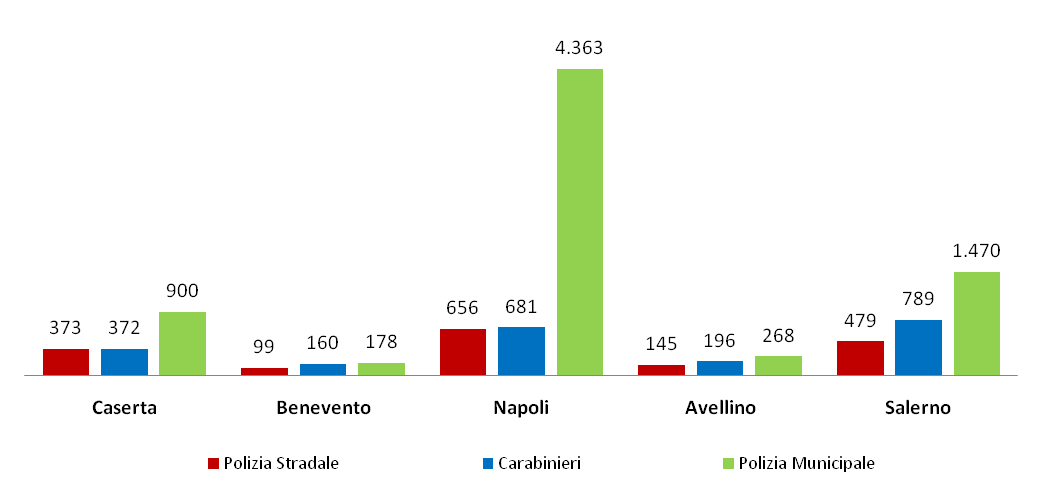 4.363
1.470
900
789
656
681
479
373
372
99
160
178
145
196
268
Caserta
Benevento
Napoli
Avellino
Salerno
Polizia Stradale
Carabinieri
Polizia Municipale